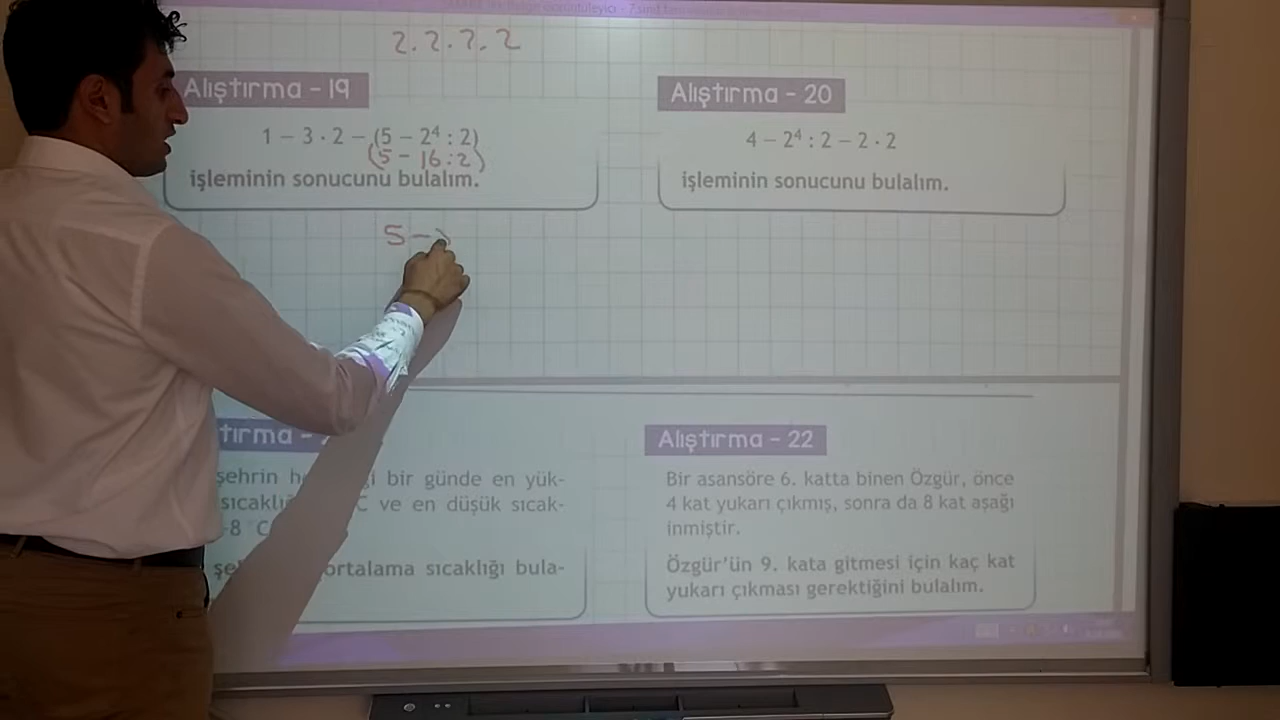 2.2.2.2
Alıştırma - 19
1 − 3 · 2 − (5 − 2⁴ : 2)
(5 − 16 : 2)
işleminin sonucunu bulalım.
5 −
Alıştırma - 20
4 − 2⁴ : 2 − 2 · 2
işleminin sonucunu bulalım.
tırma -
şehrin bir günde en yük-
sıcaklı C ve en düşük sıcak-
-8 C
ortalama sıcaklığı bula-
Alıştırma - 22
Bir asansöre 6. katta binen Özgür, önce
4 kat yukarı çıkmış, sonra da 8 kat aşağı
inmiştir.
Özgür'ün 9. kata gitmesi için kaç kat
yukarı çıkması gerektiğini bulalım.